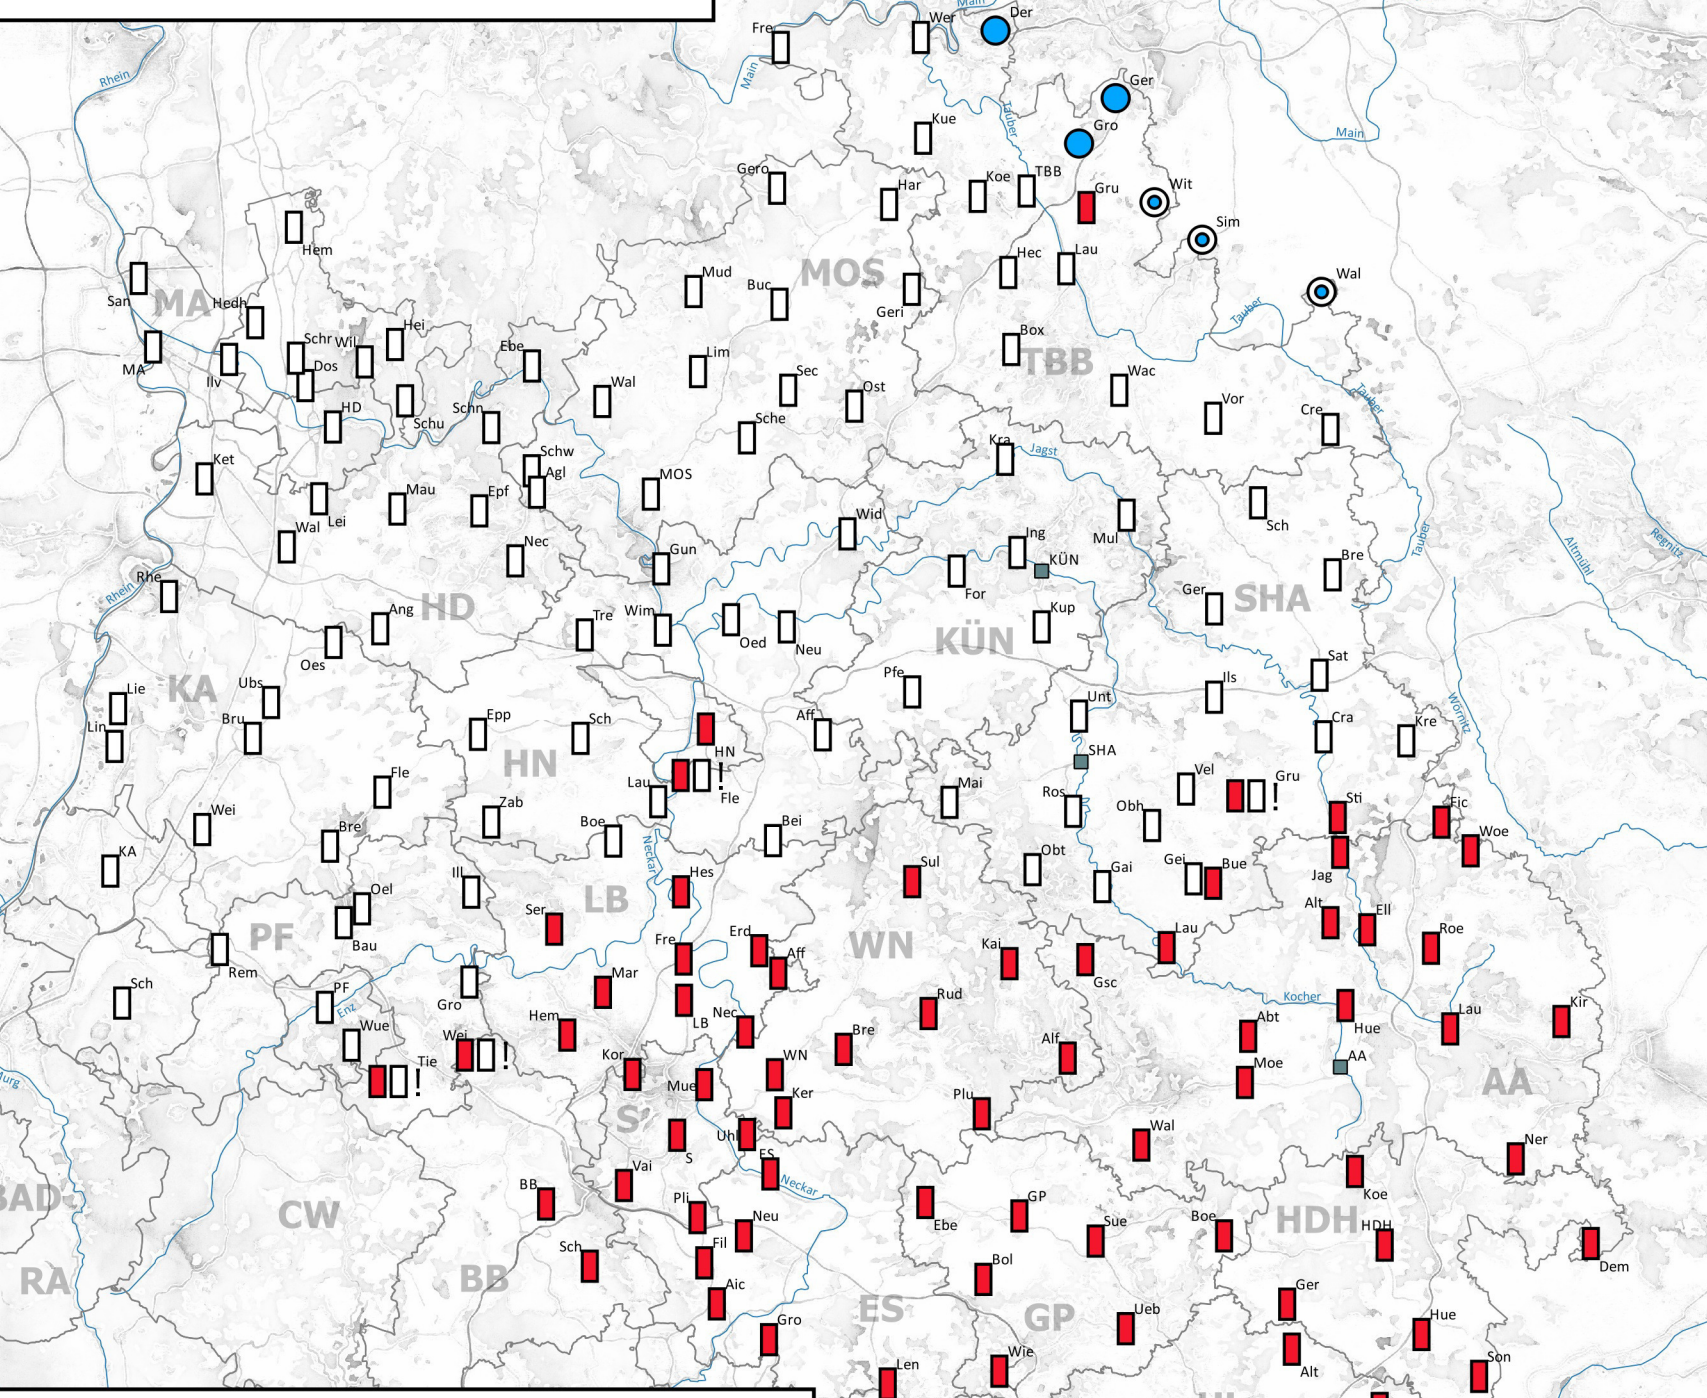 Main
Fre
Wer
Der
Rhein
Main
Ger
Tauber
Kue
Gro
Main
Gero
Har
Koe
TBB
Gru
Wit
Sim
Hem
San
MA
Hedh
Mud
MOS
Buc
Geri
Hec
Lau
Wal
Tauber
MA
Ilv
Schr
Wil
Hei
Dos
Ebe
Lim
Sec
Box
TBB
Wac
Tauber
HD
Schu
Schn
Wal
Sche
Ost
Vor
Cre
Ket
Lei
Mau
Epf
Schw
Agl
MOS
Kra
Jagst
Wal
Nec
Gun
Wid
Ing
KÜN
Mul
Sch
Bre
Tauber
Altmühl
Regnitz
Rhe
Rhein
HD
Ang
Oes
Tre
Wim
Oed
Neu
For
Kup
KÜN
Ger
SHA
Lie
Lin
KA
Ubs
Bru
Epp
Sch
HN
HN
Aff
Pfe
Unt
Ils
Sat
Cra
Kre
Wörnitz
Fle
Wei
KA
Bre
Zab
Lau
Fle
!
Boe
Bei
Mai
SHA
Ros
Vel
Obh
Gru
!
Sti
Fic
Woe
Neckar
Oel
Bau
Ill
LB
Hes
Sul
Obt
Gai
Gei
Bue
Jag
PF
Rem
Ser
Fre
Erd
Aff
WN
Kai
Gsc
Lau
Alt
Ell
Roe
Sch
PF
Enz
Gro
Mar
LB
Nec
Rud
Kocher
Hue
Lau
Kir
Wue
Tie
!
Wei
!
Hem
Kor
Mue
WN
Ker
Bre
Alf
Abt
Moe
AA
AA
Murg
S
S
Uhl
ES
Plu
Wal
Ner
BAD
CW
BB
Vai
Neckar
Pli
Neu
Ebe
GP
Sue
Boe
Koe
HDH
HDH
Dem
RA
BB
Sch
Fil
Aic
Gro
ES
Bol
GP
Ueb
Ger
Hue
Len
Wie
Alt
Son